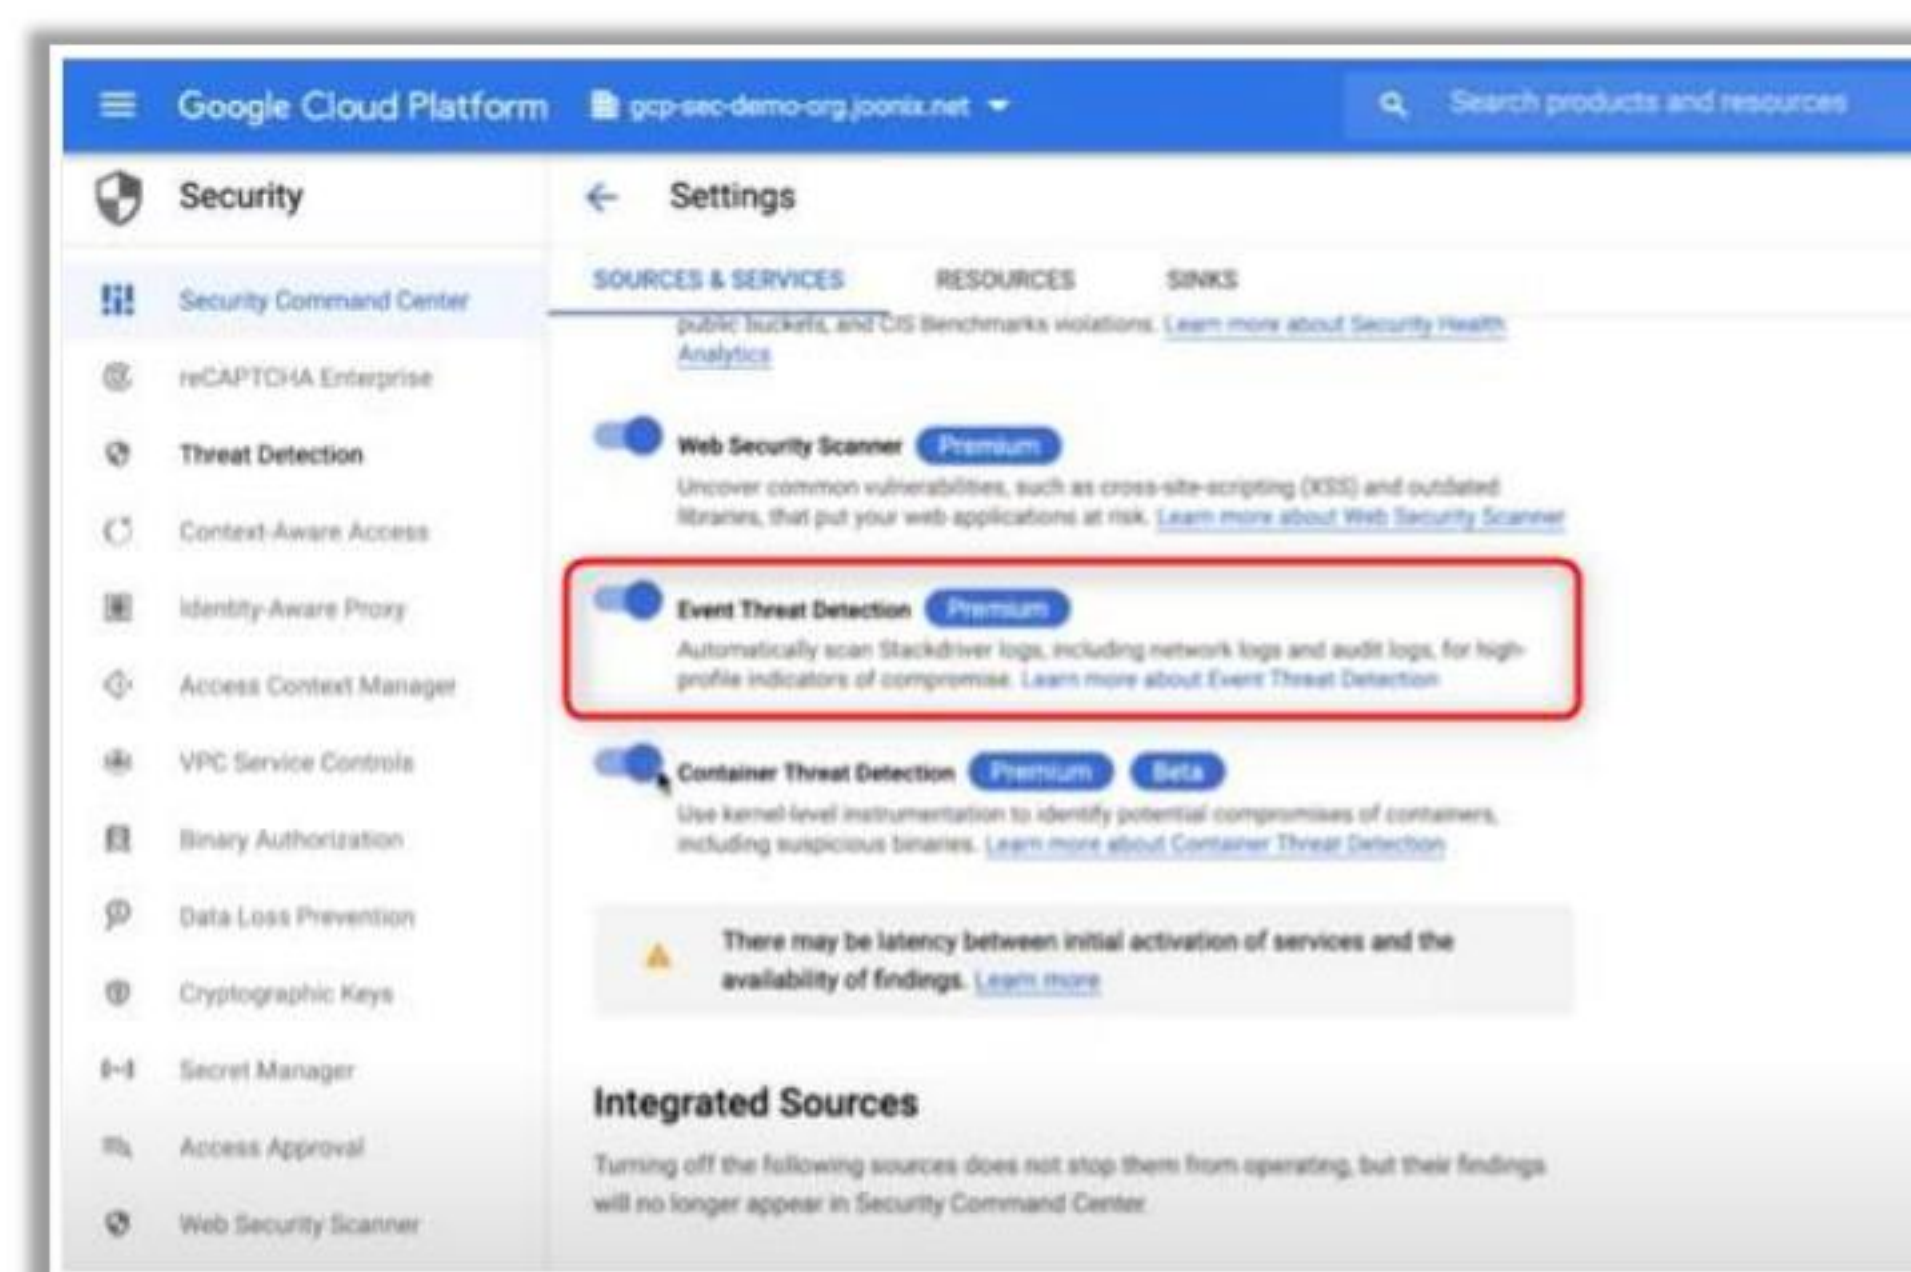 Google Cloud Platform
gcp-sec-demo-org.joonix.net
Search products and resources
Security
Security Command Center
reCAPTCHA Enterprise
Threat Detection
Context-Aware Access
Identity-Aware Proxy
Access Context Manager
VPC Service Controls
Binary Authorization
Data Loss Prevention
Cryptographic Keys
Secret Manager
Access Approval
Web Security Scanner
Settings
SOURCES & SERVICES RESOURCES SINKS
public buckets, and CIS Benchmarks violations. Learn more about Security Health
Analytics
Web Security Scanner Premium
Uncover common vulnerabilities, such as cross-site-scripting (XSS) and outdated
libraries, that put your web applications at risk. Learn more about Web Security Scanner
Event Threat Detection Premium
Automatically scan Stackdriver logs, including network logs and audit logs, for high-
profile indicators of compromise. Learn more about Event Threat Detection
Container Threat Detection Premium Beta
Use kernel-level instrumentation to identify potential compromises of containers,
including suspicious binaries. Learn more about Container Threat Detection
There may be latency between initial activation of services and the
availability of findings. Learn more
Integrated Sources
Turning off the following sources does not stop them from operating, but their findings
will no longer appear in Security Command Center